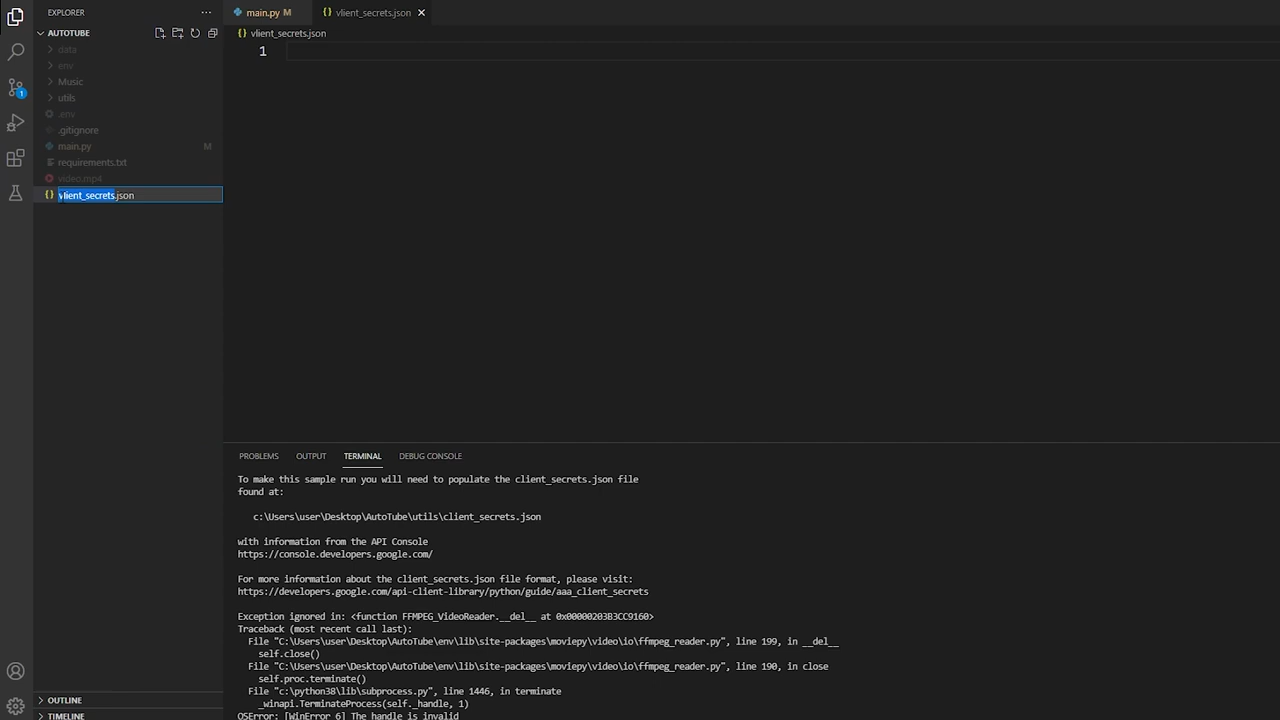 EXPLORER
AUTOTUBE
data
env
Music
utils
.env
.gitignore
main.py M
requirements.txt
video.mp4
vlient_secrets.json
OUTLINE
TIMELINE
main.py M
vlient_secrets.json
vlient_secrets.json
1
PROBLEMS OUTPUT TERMINAL DEBUG CONSOLE
To make this sample run you will need to populate the client_secrets.json file
found at:
c:\Users\user\Desktop\AutoTube\utils\client_secrets.json
with information from the API Console
https://console.developers.google.com/
For more information about the client_secrets.json file format, please visit:
https://developers.google.com/api-client-library/python/guide/aaa_client_secrets
Exception ignored in: <function FFMPEG_VideoReader.__del__ at 0x00000203B3CC9160>
Traceback (most recent call last):
File "C:\Users\user\Desktop\AutoTube\env\lib\site-packages\moviepy\video\io\ffmpeg_reader.py", line 199, in __del__
self.close()
File "C:\Users\user\Desktop\AutoTube\env\lib\site-packages\moviepy\video\io\ffmpeg_reader.py", line 190, in close
self.proc.terminate()
File "c:\python38\lib\subprocess.py", line 1446, in terminate
_winapi.TerminateProcess(self._handle, 1)
OSError: [WinError 6] The handle is invalid